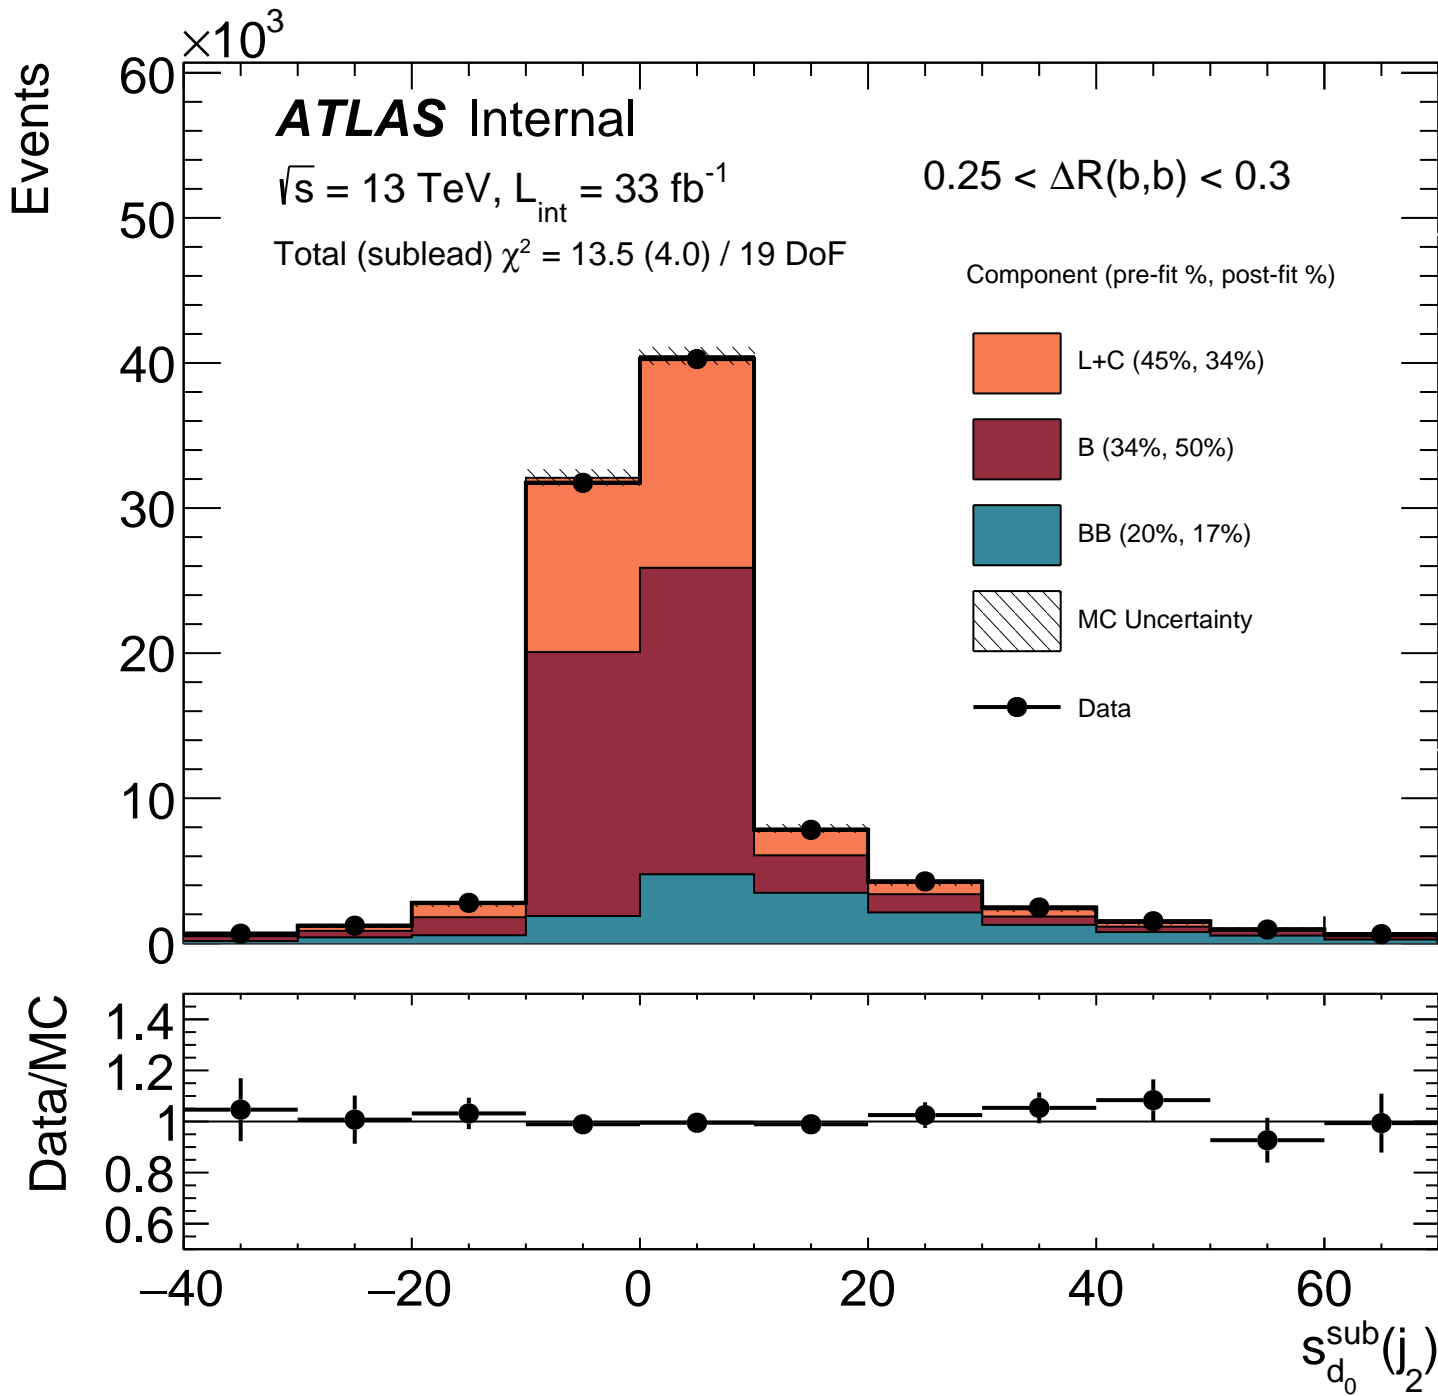 ×10³
Events
60
50
40
30
20
10
0
ATLAS Internal
√s = 13 TeV, L_int = 33 fb⁻¹
Total (sublead) χ² = 13.5 (4.0) / 19 DoF
0.25 < ΔR(b,b) < 0.3
Component (pre-fit %, post-fit %)
L+C (45%, 34%)
B (34%, 50%)
BB (20%, 17%)
MC Uncertainty
Data
Data/MC
1.4
1.2
1
0.8
0.6
−40 −20 0 20 40 60
s_d₀^sub(j₂)